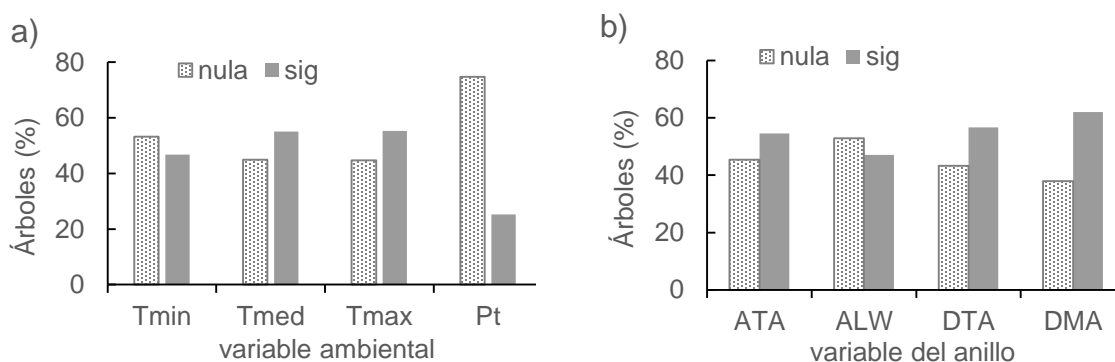 a)
nula sig
80
60
40
20
0
Árboles (%)
Tmin Tmed Tmax Pt
variable ambiental
b)
nula sig
80
60
40
20
0
Árboles (%)
ATA ALW DTA DMA
variable del anillo